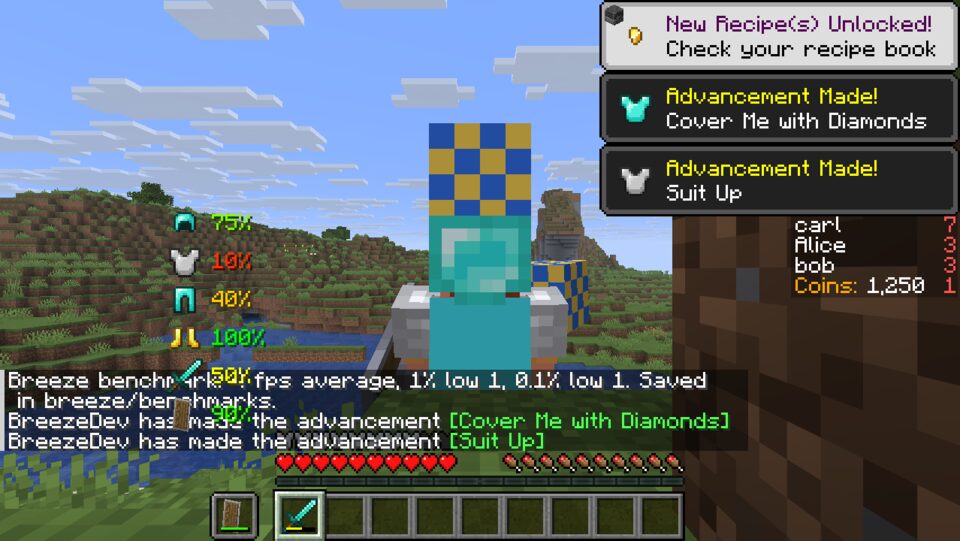 New Recipe(s) Unlocked!
Check your recipe book
Advancement Made!
Cover Me with Diamonds
Advancement Made!
Suit Up
carl 7
Alice 3
bob 3
Coins: 1,250 1
75%
10%
40%
100%
50%
90%
Breeze benchmark: fps average, 1% low 1, 0.1% low 1. Saved
in breeze/benchmarks.
BreezeDev has made the advancement [Cover Me with Diamonds]
BreezeDev has made the advancement [Suit Up]